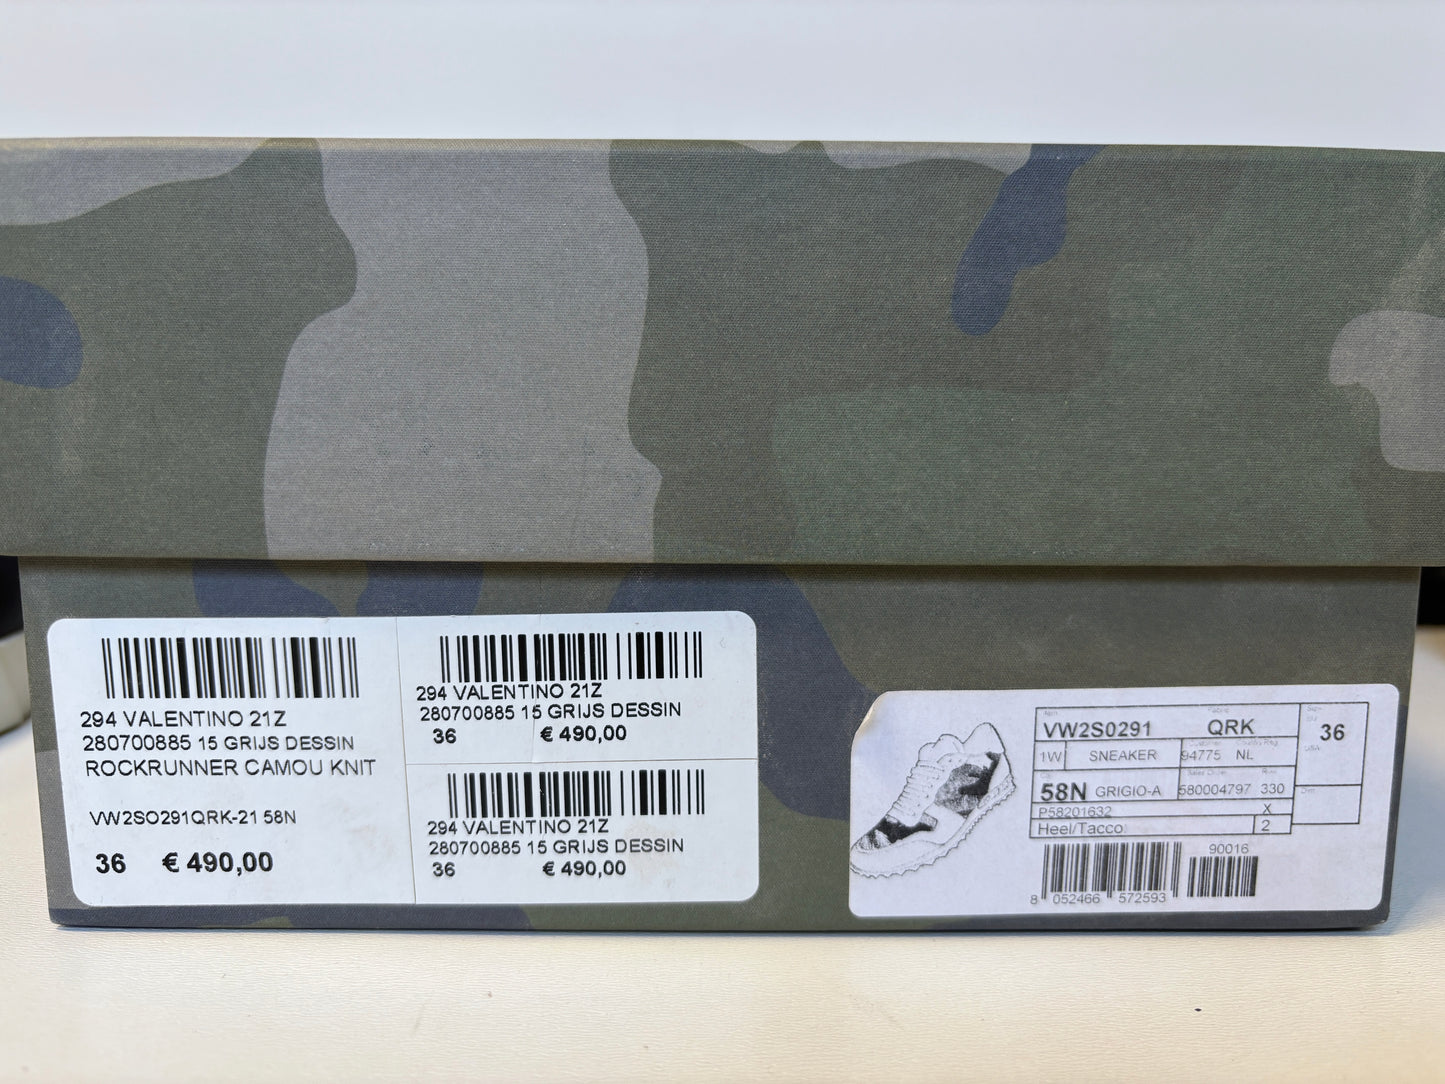 294 VALENTINO 21Z
280700885 15 GRIJS DESSIN
ROCKRUNNER CAMOU KNIT
VW2SO291QRK-21 58N
36 € 490,00
294 VALENTINO 21Z
280700885 15 GRIJS DESSIN
36 € 490,00
294 VALENTINO 21Z
280700885 15 GRIJS DESSIN
36 € 490,00
VW2S0291 QRK 36
1W SNEAKER 94775 NL
58N GRIGIO-A 580004797 330
P58201632 X
Heel/Tacco 2
90016
8 052466 572593